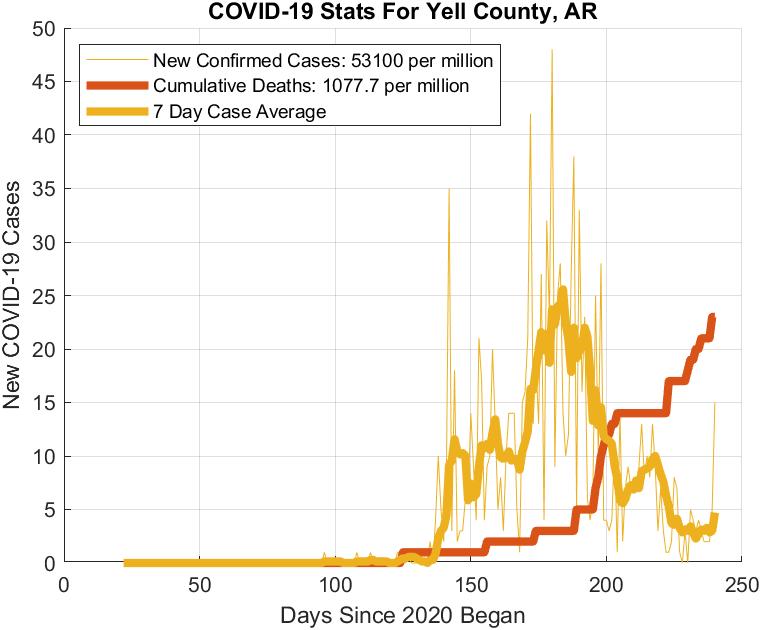 COVID-19 Stats For Yell County, AR
New Confirmed Cases: 53100 per million
Cumulative Deaths: 1077.7 per million
7 Day Case Average
New COVID-19 Cases
50
45
40
35
30
25
20
15
10
5
0
0 50 100 150 200 250
Days Since 2020 Began